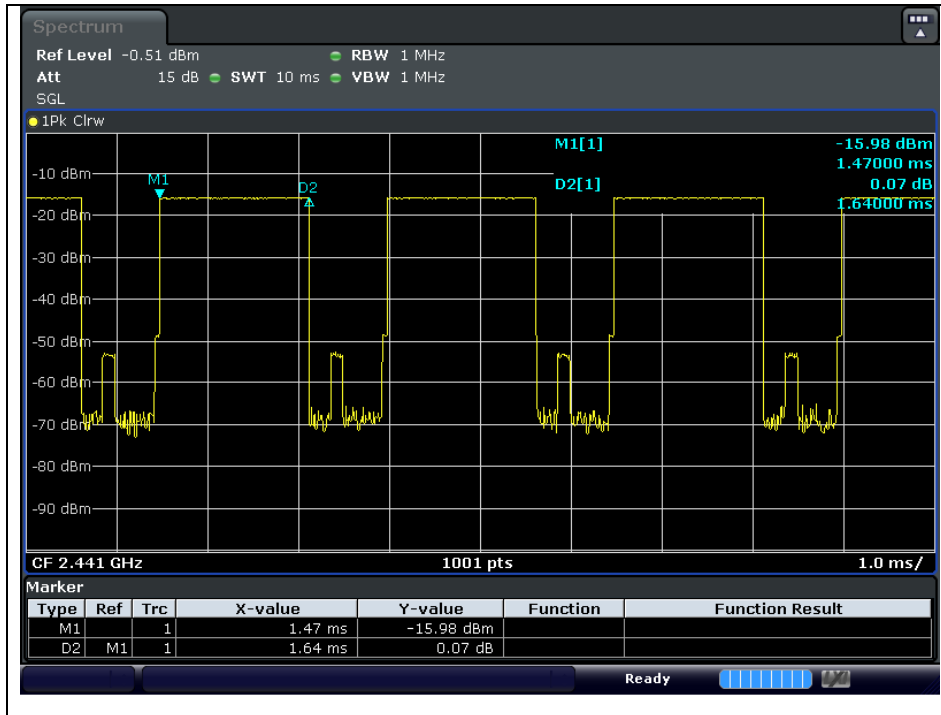 Spectrum
Ref Level -0.51 dBm RBW 1 MHz
Att 15 dB SWT 10 ms VBW 1 MHz
SGL
1Pk Clrw
M1[1] -15.98 dBm
1.47000 ms
D2[1] 0.07 dB
1.64000 ms
M1
D2
-10 dBm
-20 dBm
-30 dBm
-40 dBm
-50 dBm
-60 dBm
-70 dBm
-80 dBm
-90 dBm
CF 2.441 GHz 1001 pts 1.0 ms/
Marker
Type Ref Trc X-value Y-value Function Function Result
M1 1 1.47 ms -15.98 dBm
D2 M1 1 1.64 ms 0.07 dB
Ready